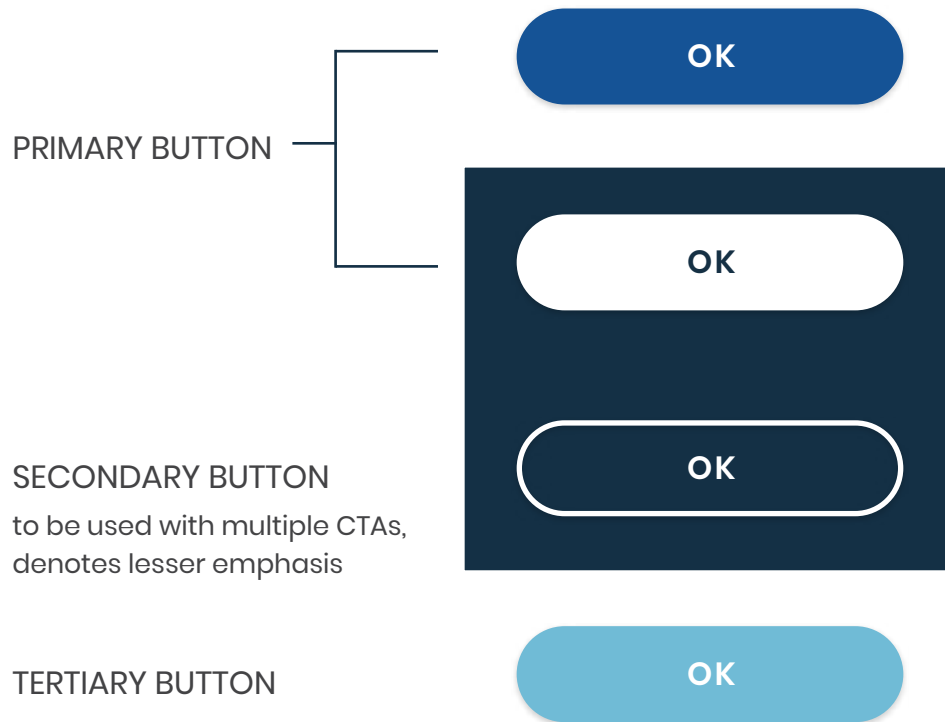 OK
PRIMARY BUTTON
OK
OK
SECONDARY BUTTON
to be used with multiple CTAs,
denotes lesser emphasis
OK
TERTIARY BUTTON